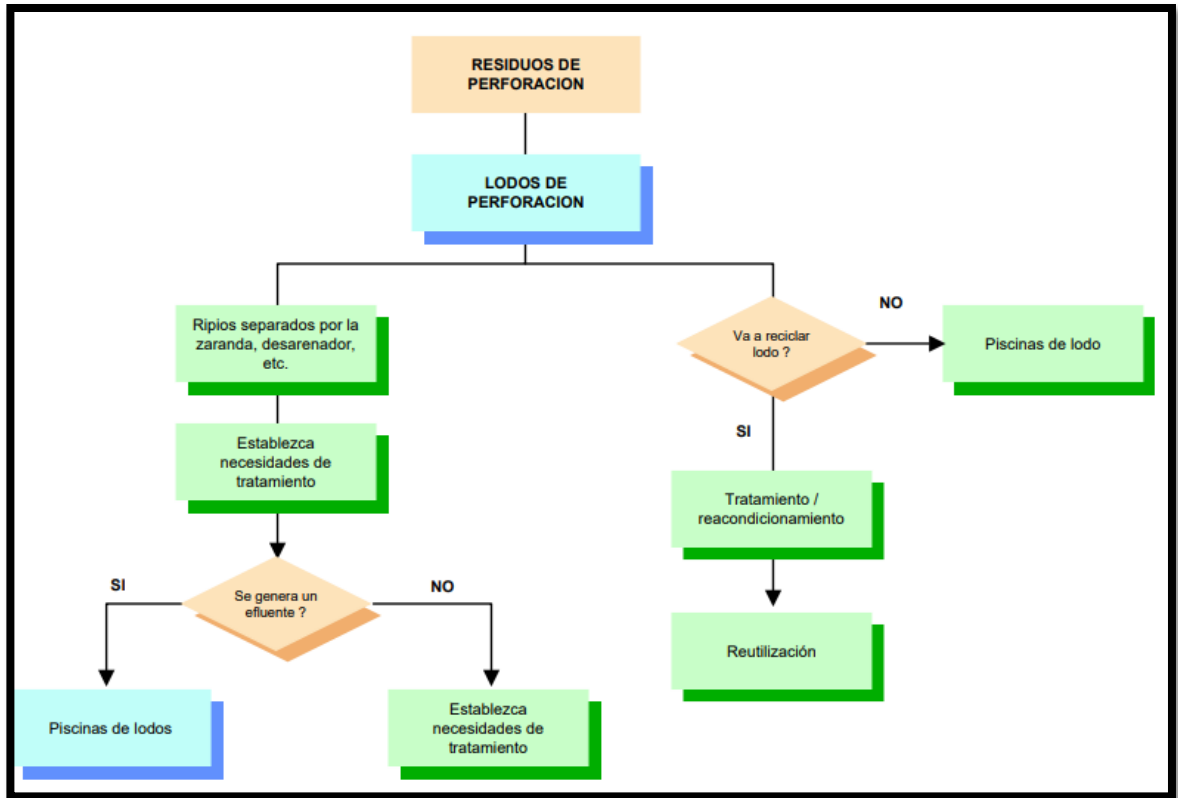 RESIDUOS DE
PERFORACION
LODOS DE
PERFORACION
Ripios separados por la
zaranda, desarenador,
etc.
Establezca
necesidades de
tratamiento
Se genera un
efluente ?
SI
NO
Piscinas de lodos
Establezca
necesidades de
tratamiento
Va a reciclar
lodo ?
NO
Piscinas de lodo
SI
Tratamiento /
reacondicionamiento
Reutilización